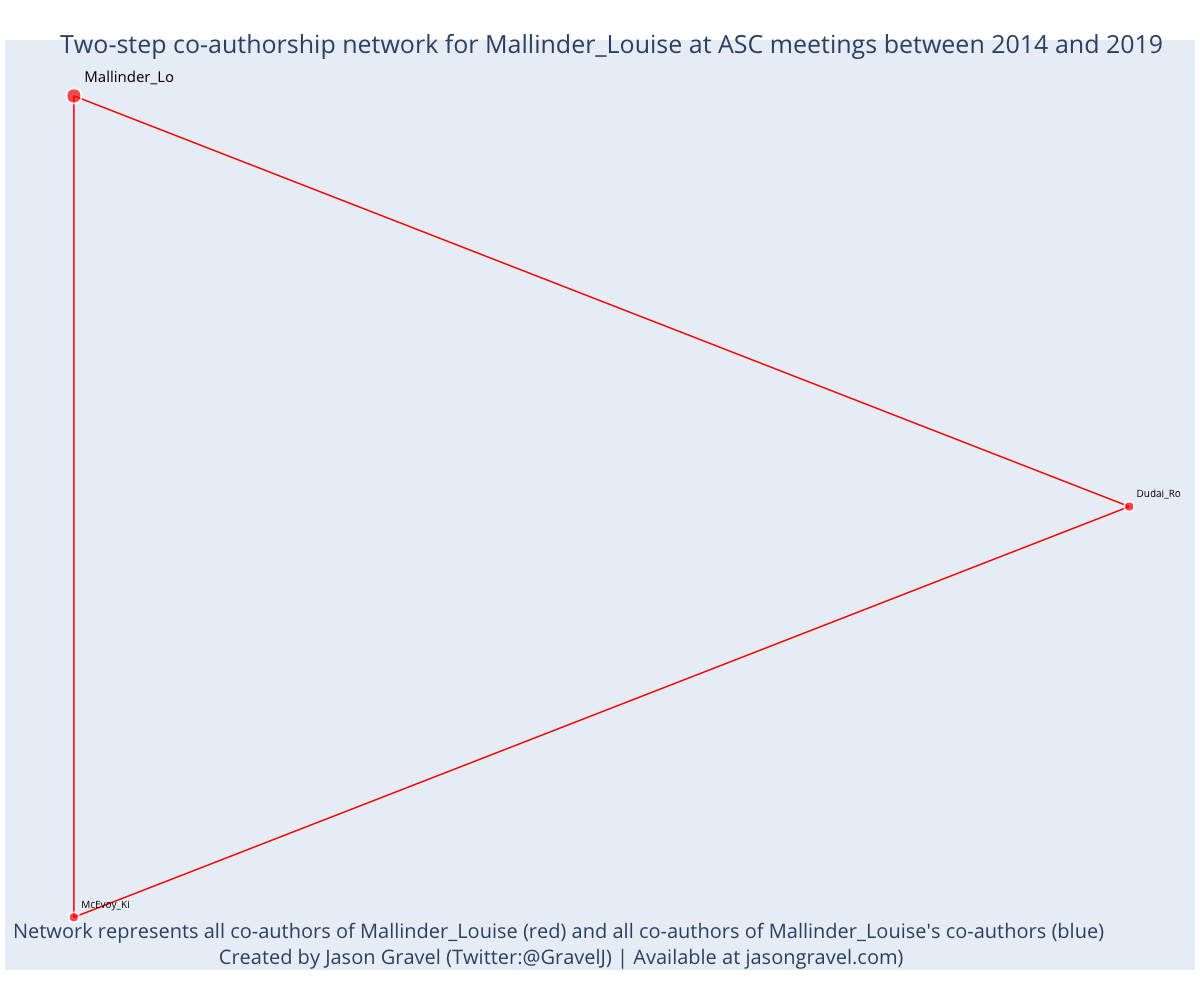 Two-step co-authorship network for Mallinder_Louise at ASC meetings between 2014 and 2019
Mallinder_Lo
Dudai_Ro
McEvoy_Ki
Network represents all co-authors of Mallinder_Louise (red) and all co-authors of Mallinder_Louise's co-authors (blue)
Created by Jason Gravel (Twitter:@GravelJ) | Available at jasongravel.com)